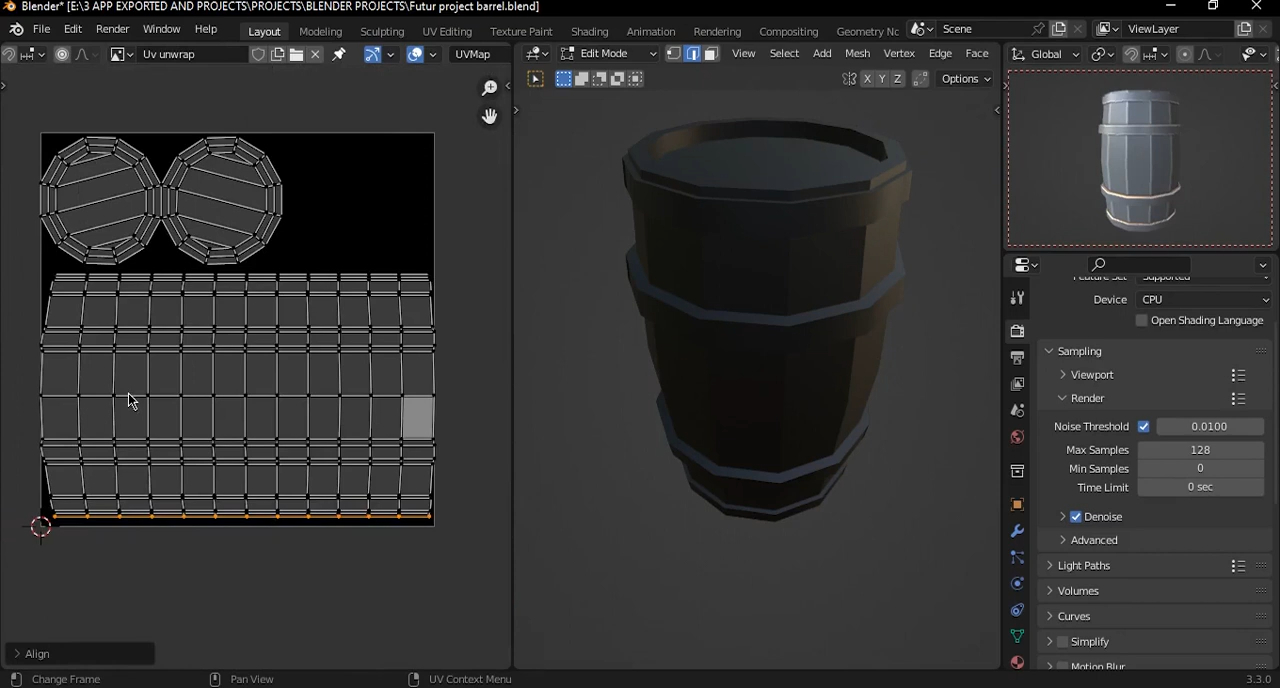 Blender* [E:\3 APP EXPORTED AND PROJECTS\PROJECTS\BLENDER PROJECTS\Futur project barrel.blend]
File Edit Render Window Help Layout Modeling Sculpting UV Editing Texture Paint Shading Animation Rendering Compositing Geometry Nc Scene ViewLayer
Uv unwrap UVMap Edit Mode View Select Add Mesh Vertex Edge Face Global
X Y Z Options
Feature Set Supported
Device CPU
Open Shading Language
Sampling
Viewport
Render
Noise Threshold 0.0100
Max Samples 128
Min Samples 0
Time Limit 0 sec
Denoise
Advanced
Light Paths
Volumes
Curves
Simplify
Motion Blur
Align
Change Frame Pan View UV Context Menu 3.3.0